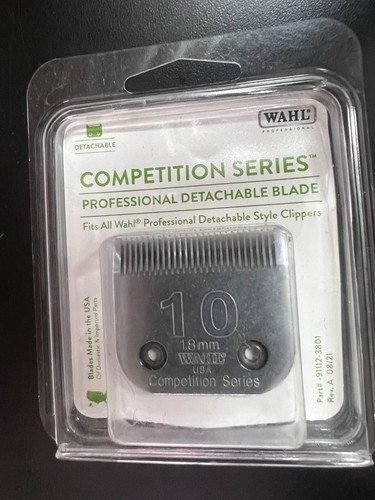 WAHL®
PROFESSIONAL
DETACHABLE
COMPETITION SERIES™
PROFESSIONAL DETACHABLE BLADE
Fits All Wahl® Professional Detachable Style Clippers
10
1.8mm
WAHL
USA
Competition Series
Blades Made in the USA
Of Domestic & Imported Parts
Part# -91112-3801
Rev. A 08/21